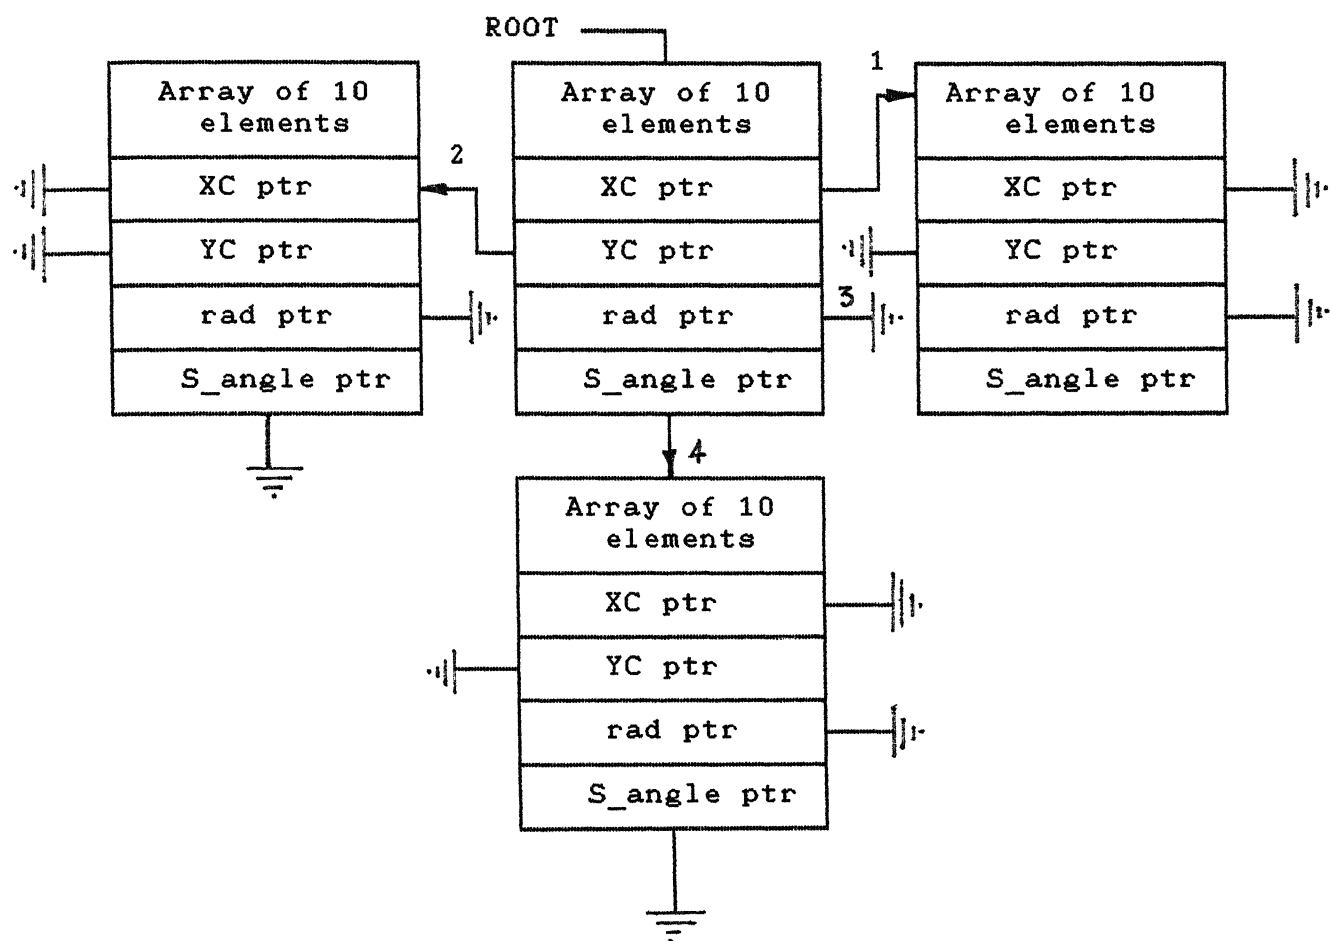 ROOT
Array of 10
elements
XC ptr
YC ptr
rad ptr
S_angle ptr
2
Array of 10
elements
XC ptr
YC ptr
rad ptr
S_angle ptr
1
3
4
Array of 10
elements
XC ptr
YC ptr
rad ptr
S_angle ptr
Array of 10
elements
XC ptr
YC ptr
rad ptr
S_angle ptr